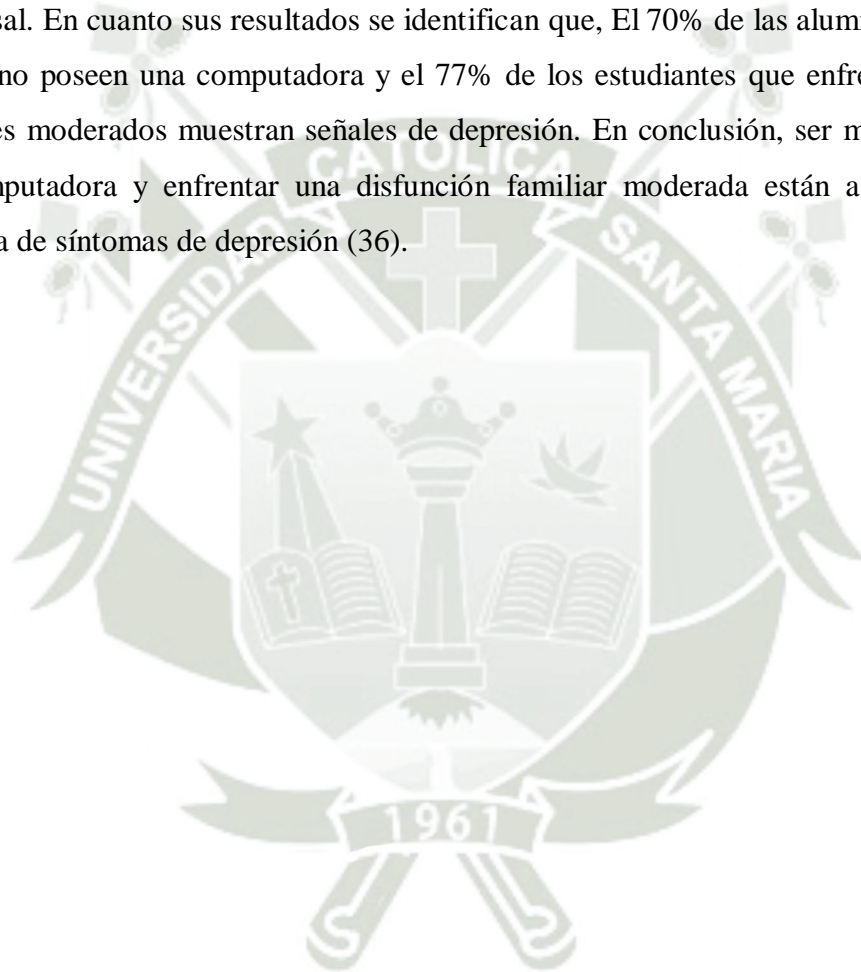 sal. En cuanto sus resultados se identifican que, El 70% de las alum
no poseen una computadora y el 77% de los estudiantes que enfre
es moderados muestran señales de depresión. En conclusión, ser m
mputadora y enfrentar una disfunción familiar moderada están a
a de síntomas de depresión (36).
UNIVERSIDAD CATOLICA SANTA MARIA
1961